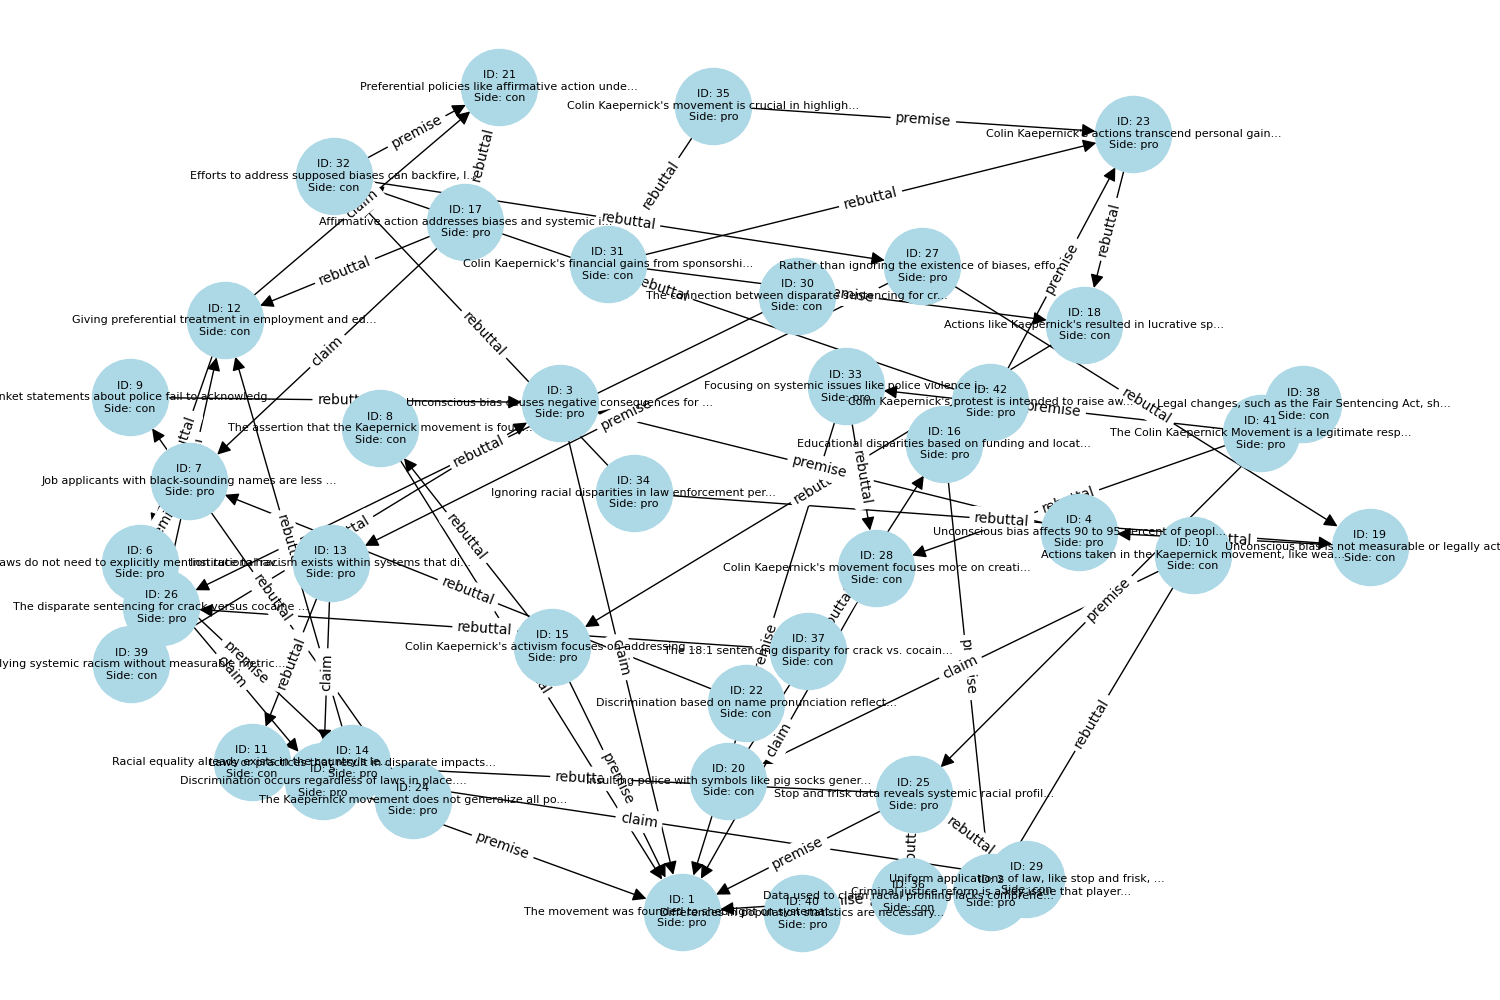 ID: 21
Preferential policies like affirmative action unde...
Side: con
ID: 35
Colin Kaepernick's movement is crucial in highligh...
Side: pro
ID: 23
Colin Kaepernick's actions transcend personal gain...
Side: pro
premise
premise
rebuttal
rebuttal
ID: 32
Efforts to address supposed biases can backfire, l...
Side: con
claim
ID: 17
Affirmative action addresses biases and systemic i...
Side: pro
rebuttal
rebuttal
rebuttal
ID: 31
Colin Kaepernick's financial gains from sponsorshi...
Side: con
ID: 27
Rather than ignoring the existence of biases, effo...
Side: pro
rebuttal
premise
rebuttal
ID: 30
The connection between disparate sentencing for cr...
Side: con
premise
ID: 12
Giving preferential treatment in employment and ed...
Side: con
ID: 18
Actions like Kaepernick's resulted in lucrative sp...
Side: con
rebuttal
claim
ID: 9
nket statements about police fail to acknowledg...
Side: con
rebuttal
ID: 3
Unconscious bias causes negative consequences for ...
Side: pro
ID: 33
Focusing on systemic issues like police violence i...
Side: pro
ID: 42
Colin Kaepernick's protest is intended to raise aw...
Side: pro
premise
rebuttal
ID: 38
Legal changes, such as the Fair Sentencing Act, sh...
Side: con
ID: 41
The Colin Kaepernick Movement is a legitimate resp...
Side: pro
ID: 8
The assertion that the Kaepernick movement is foun...
Side: con
premise
ID: 16
Educational disparities based on funding and locat...
Side: pro
rebuttal
rebuttal
premise
rebuttal
rebuttal
ID: 7
Job applicants with black-sounding names are less ...
Side: pro
ID: 34
Ignoring racial disparities in law enforcement per...
Side: pro
rebuttal
rebuttal
ID: 4
Unconscious bias affects 90 to 95 percent of peopl...
Side: pro
rebuttal
ID: 10
Actions taken in the Kaepernick movement, like wea...
Side: con
ID: 19
Unconscious bias is not measurable or legally act
Side: con
rebuttal
rebuttal
rebuttal
ID: 6
Side: pro
ID: 13
Institutional racism exists within systems that di...
Side: pro
ID: 28
Colin Kaepernick's movement focuses more on creati...
Side: con
rebuttal
rebuttal
premise
ID: 26
The disparate sentencing for crack versus cocaine ...
Side: pro
rebuttal
rebuttal
ID: 39
lying systemic racism without measurable metric...
Side: con
premise
claim
rebuttal
claim
claim
premise
ID: 15
Colin Kaepernick's activism focuses on addressing
Side: pro
ID: 37
The 18:1 sentencing disparity for crack vs. cocain...
Side: con
claim
premise
ID: 22
Discrimination based on name pronunciation reflect...
Side: con
claim
rebuttal
ID: 11
Racial equality already exists in the country's le...
Side: con
ID: 14
Laws or practices that result in disparate impacts...
Side: pro
ID: 5
Discrimination occurs regardless of laws in place....
Side: pro
ID: 24
The Kaepernick movement does not generalize all po...
Side: pro
rebuttal
premise
ID: 20
Insulting police with symbols like pig socks gener...
Side: con
ID: 25
Stop and frisk data reveals systemic racial profil...
Side: pro
claim
premise
premise
rebuttal
ID: 29
Uniform applications of law, like stop and frisk, ...
Side: con
ID: 2
Criminal justice reform is a key issue that player...
Side: pro
ID: 36
Data used to claim racial profiling lacks comprehe...
Side: con
ID: 1
The movement was founded to shed light on systemat...
Side: pro
ID: 40
Differences in population statistics are necessary...
Side: pro